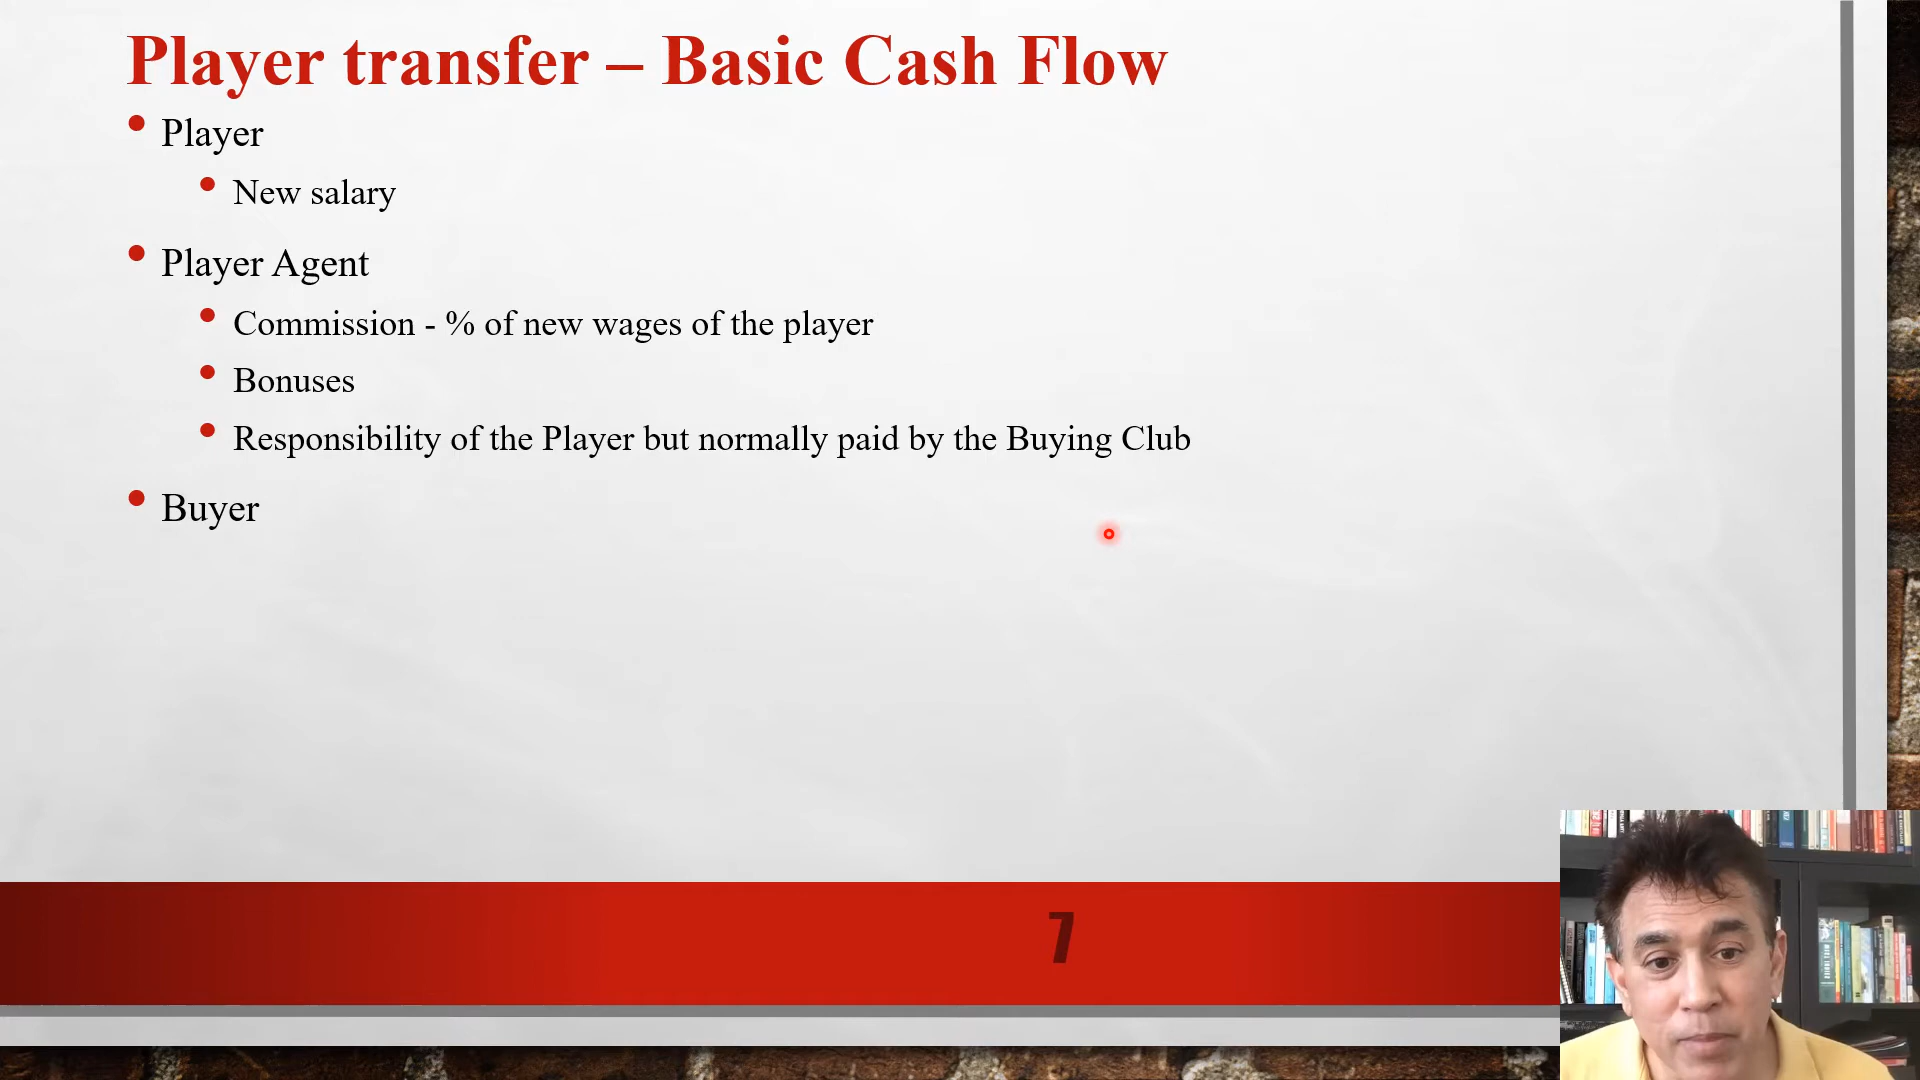 Player transfer – Basic Cash Flow
• Player
• New salary
• Player Agent
• Commission - % of new wages of the player
• Bonuses
• Responsibility of the Player but normally paid by the Buying Club
• Buyer
7